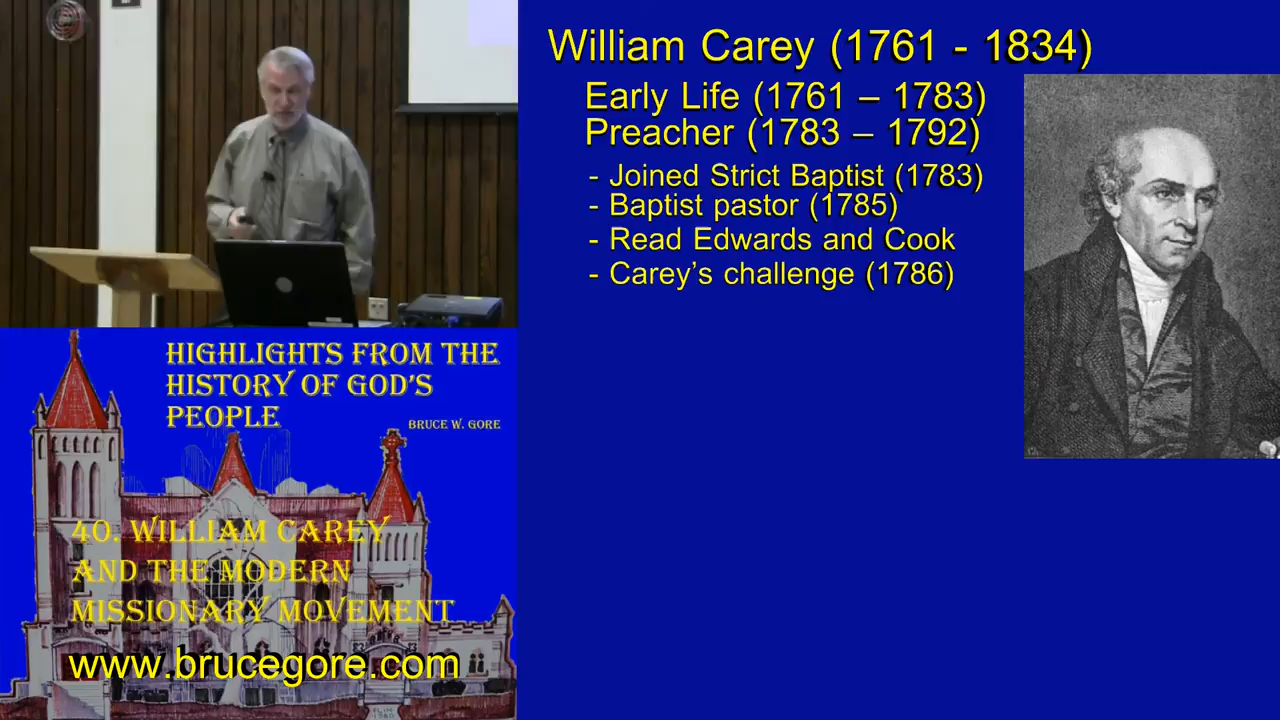 William Carey (1761 - 1834)
Early Life (1761 – 1783)
Preacher (1783 – 1792)
- Joined Strict Baptist (1783)
- Baptist pastor (1785)
- Read Edwards and Cook
- Carey's challenge (1786)
HIGHLIGHTS FROM THE
HISTORY OF GOD'S
PEOPLE
BRUCE W. GORE
40. WILLIAM CAREY
AND THE MODERN
MISSIONARY MOVEMENT
www.brucegore.com